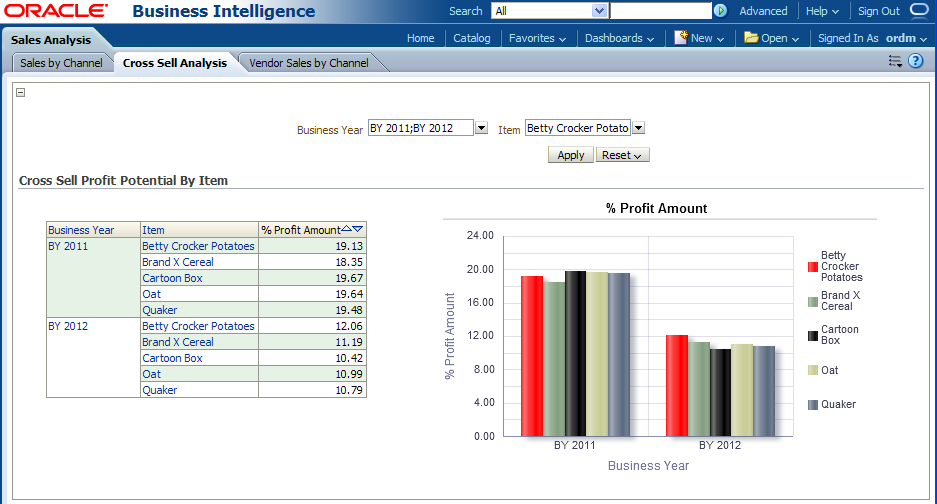 ORACLE Business Intelligence Search All Advanced Help Sign Out
Sales Analysis Home Catalog Favorites Dashboards New Open Signed In As ordm
Sales by Channel Cross Sell Analysis Vendor Sales by Channel
Business Year BY 2011;BY 2012 Item Betty Crocker Potato
Apply Reset
Cross Sell Profit Potential By Item
Business Year Item % Profit Amount
BY 2011 Betty Crocker Potatoes 19.13
Brand X Cereal 18.35
Cartoon Box 19.67
Oat 19.64
Quaker 19.48
BY 2012 Betty Crocker Potatoes 12.06
Brand X Cereal 11.19
Cartoon Box 10.42
Oat 10.99
Quaker 10.79
% Profit Amount
% Profit Amount
24.00
20.00
16.00
12.00
8.00
4.00
0.00
BY 2011 BY 2012
Business Year
Betty
Crocker
Potatoes
Brand X
Cereal
Cartoon
Box
Oat
Quaker